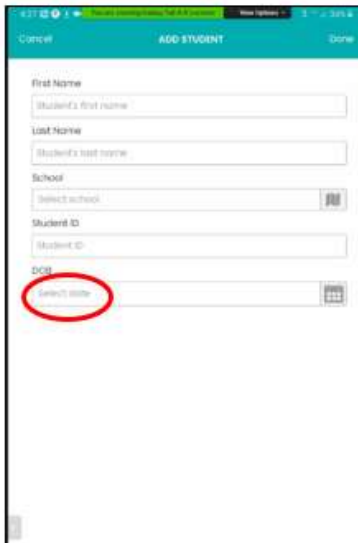 Cancel ADD STUDENT Done
First Name
Student's first name
Last Name
Student's last name
School
Select school
Student ID
Student ID
DOB
Select date